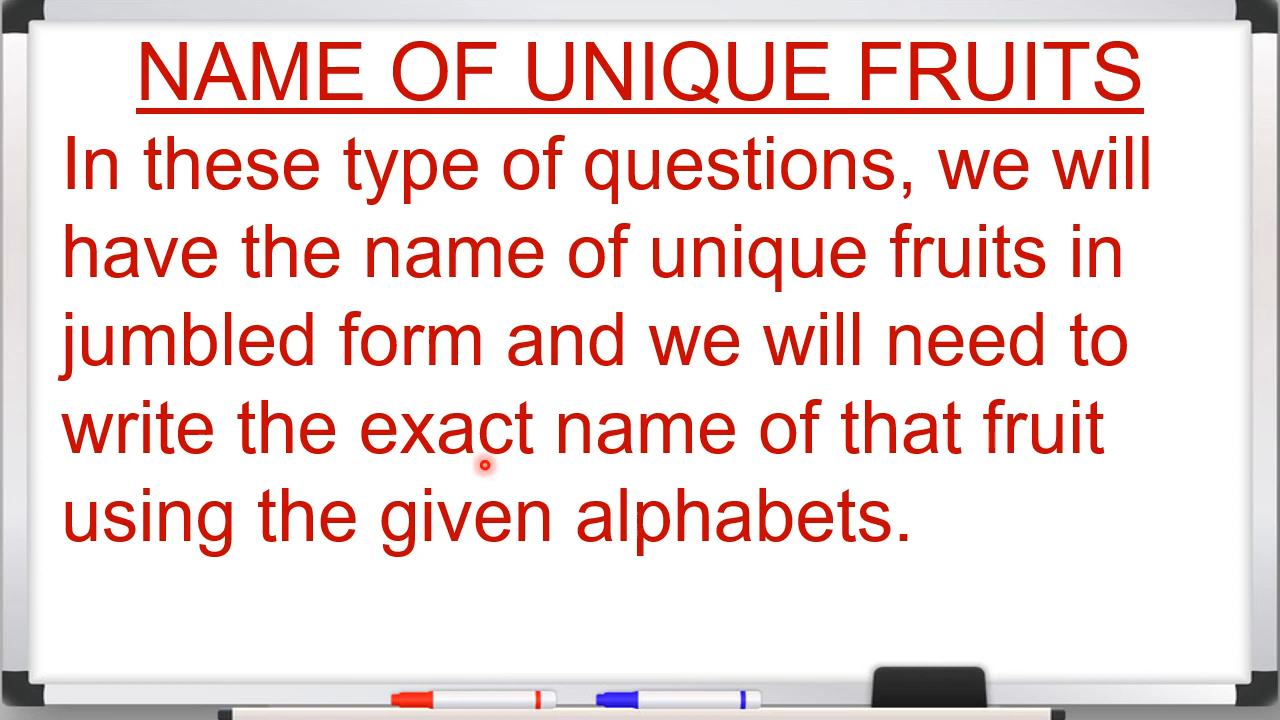 NAME OF UNIQUE FRUITS
In these type of questions, we will
have the name of unique fruits in
jumbled form and we will need to
write the exact name of that fruit
using the given alphabets.